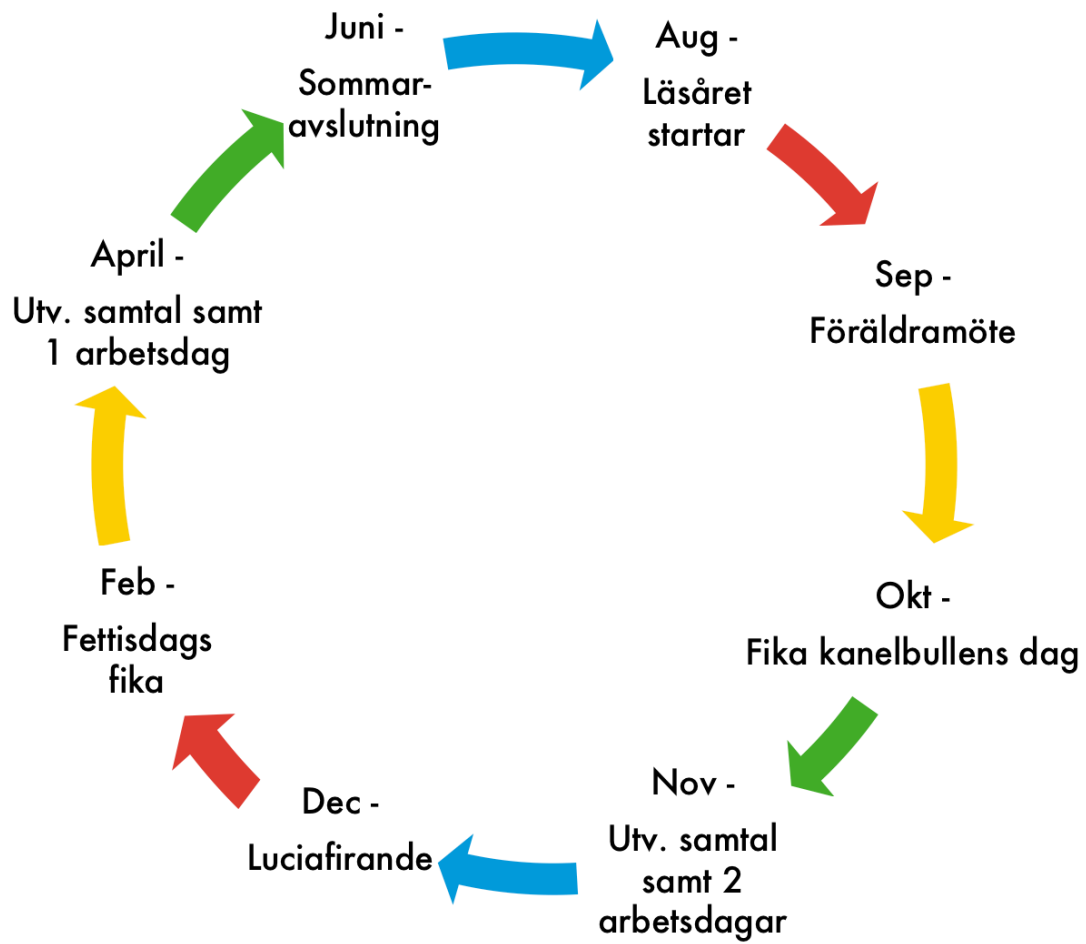 Juni -
Sommar-
avslutning
Aug -
Läsåret
startar
Sep -
Föräldramöte
Okt -
Fika kanelbullens dag
Nov -
Utv. samtal
samt 2
arbetsdagar
Dec -
Luciafirande
Feb -
Fettisdags
fika
April -
Utv. samtal samt
1 arbetsdag